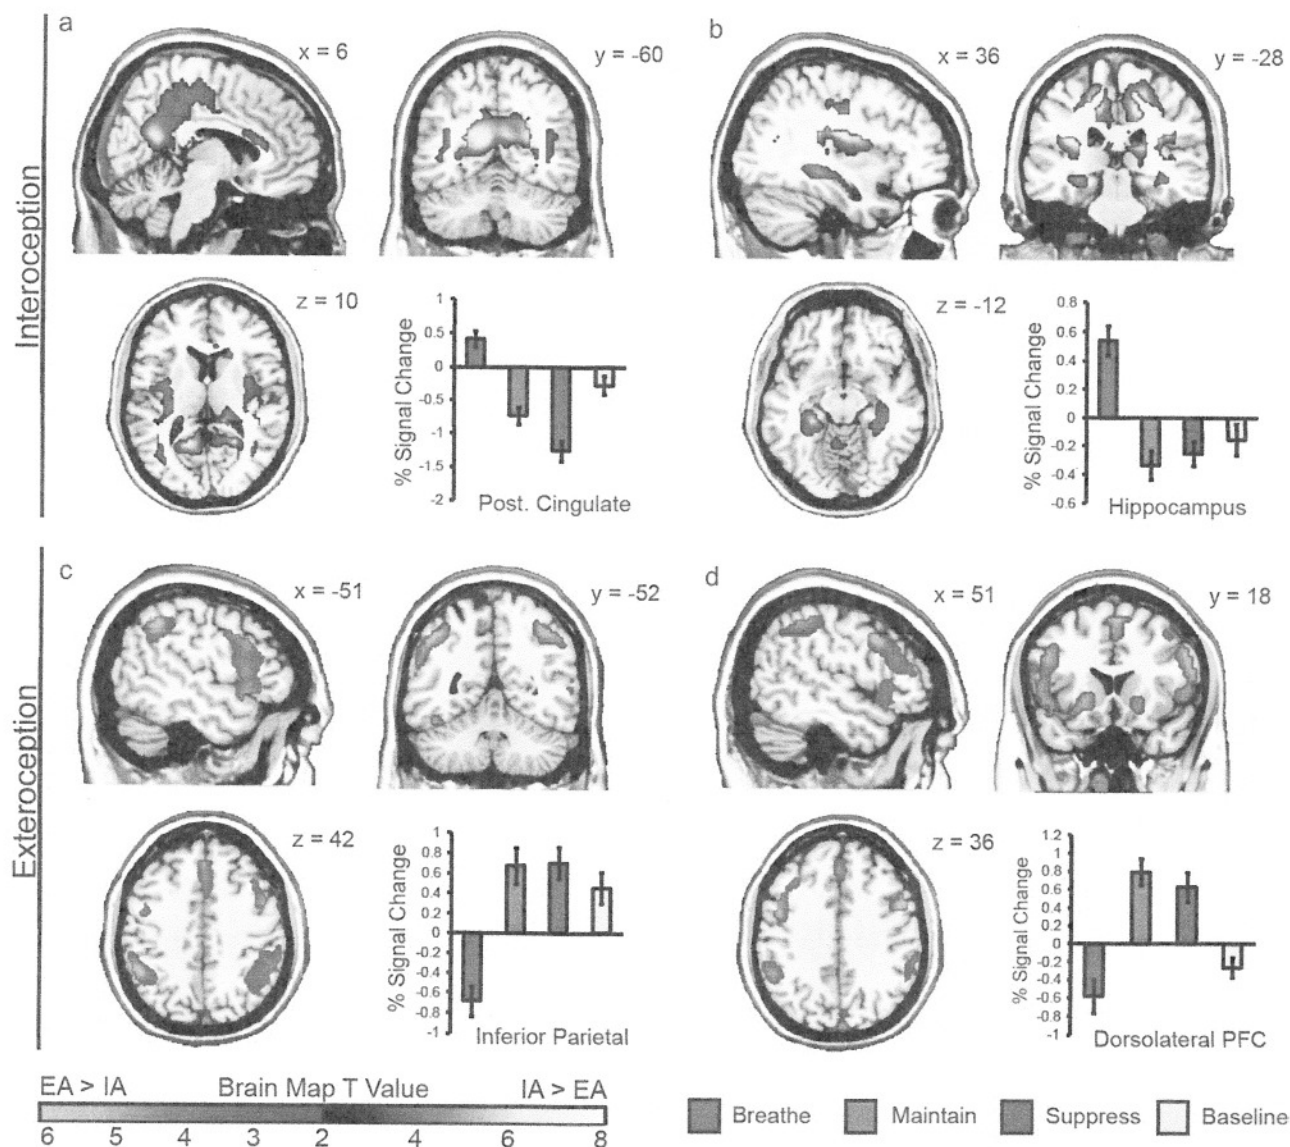 Interoception
a
x = 6
y = -60
z = 10
% Signal Change
1
0.5
0
-0.5
-1
-1.5
-2
Post. Cingulate
b
x = 36
y = -28
z = -12
% Signal Change
0.8
0.6
0.4
0.2
0
-0.2
-0.4
-0.6
Hippocampus
Exteroception
c
x = -51
y = -52
z = 42
% Signal Change
1
0.8
0.6
0.4
0.2
0
-0.2
-0.4
-0.6
-0.8
-1
Inferior Parietal
d
x = 51
y = 18
z = 36
% Signal Change
1.2
1
0.8
0.6
0.4
0.2
0
-0.2
-0.4
-0.6
-0.8
-1
Dorsolateral PFC
EA > IA Brain Map T Value IA > EA
6 5 4 3 2 4 6 8
Breathe Maintain Suppress Baseline